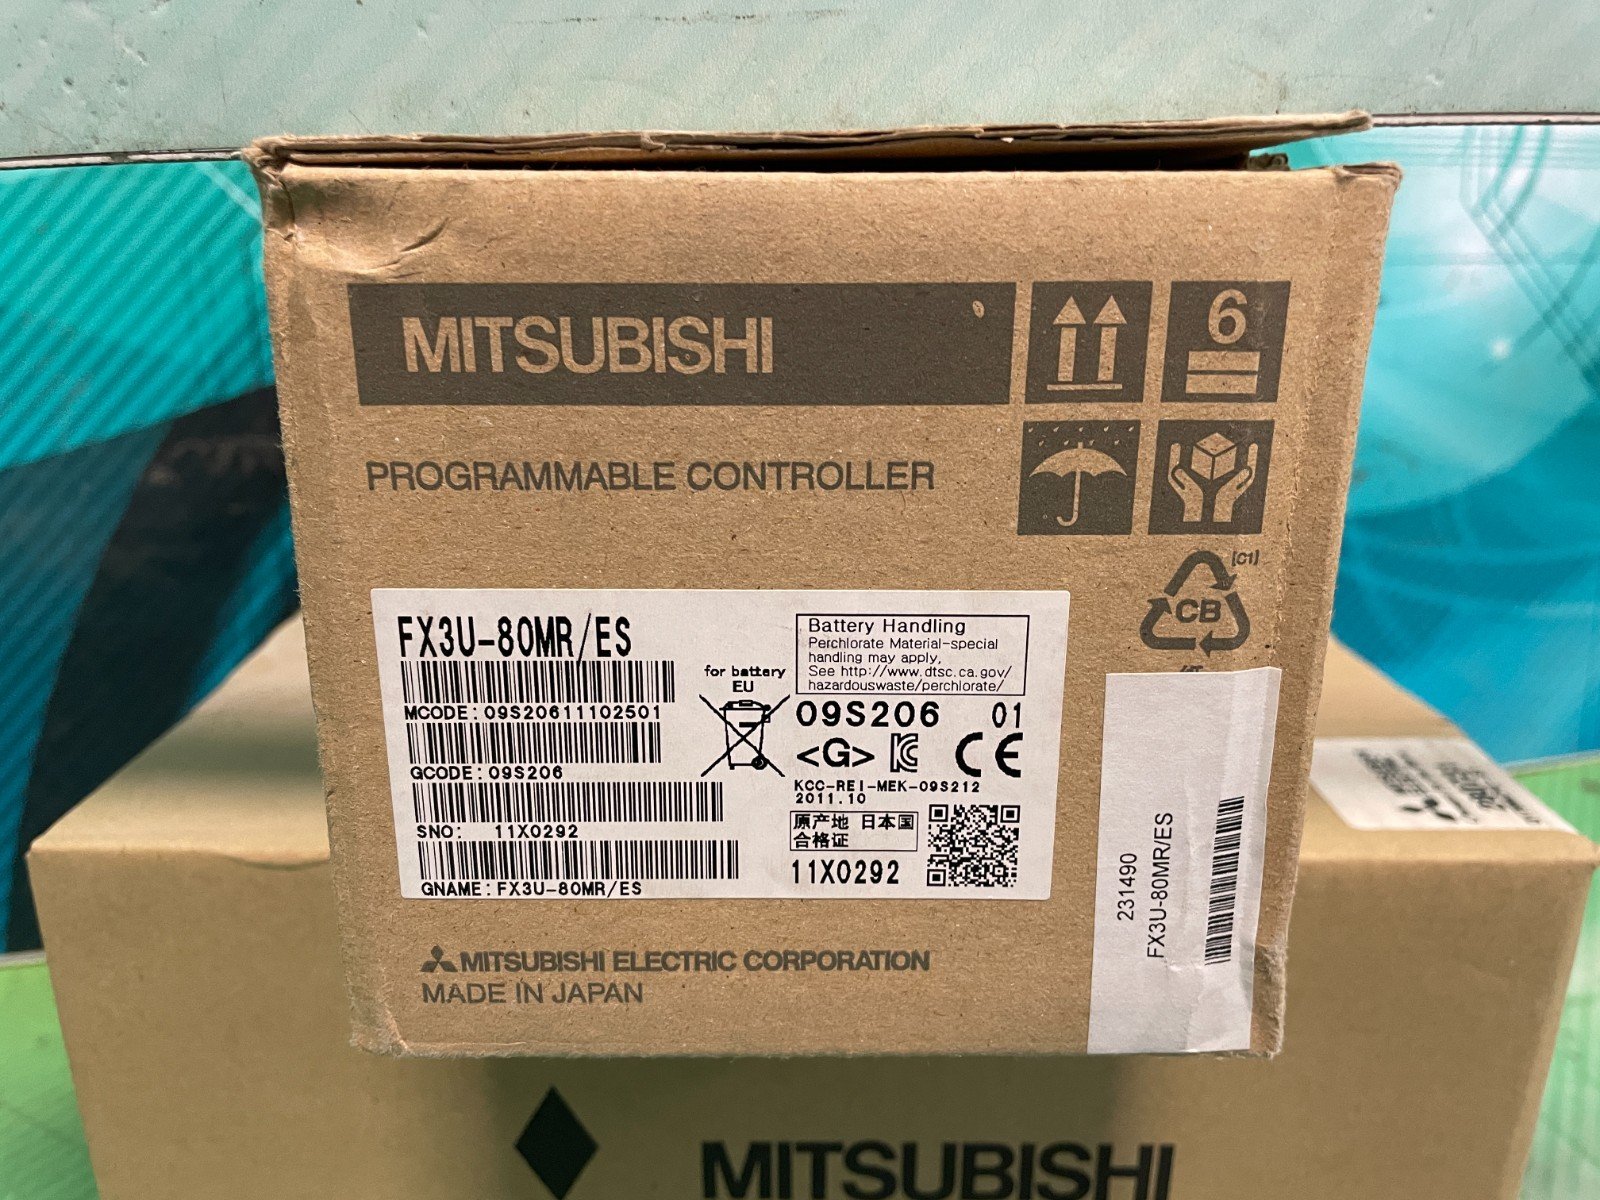 MITSUBISHI
6
PROGRAMMABLE CONTROLLER
[C1]
CB
FX3U-80MR/ES
MCODE:09S20611102501
GCODE:09S206
SNO: 11X0292
GNAME:FX3U-80MR/ES
for battery
EU
Battery Handling
Perchlorate Material-special
handling may apply,
See http://www.dtsc.ca.gov/
hazardouswaste/perchlorate/
09S206 01
<G> CE
KCC-REI-MEK-09S212
2011.10
原产地 日本国
合格证
11X0292
231490
FX3U-80MR/ES
MITSUBISHI ELECTRIC CORPORATION
MADE IN JAPAN
MITSUBISHI